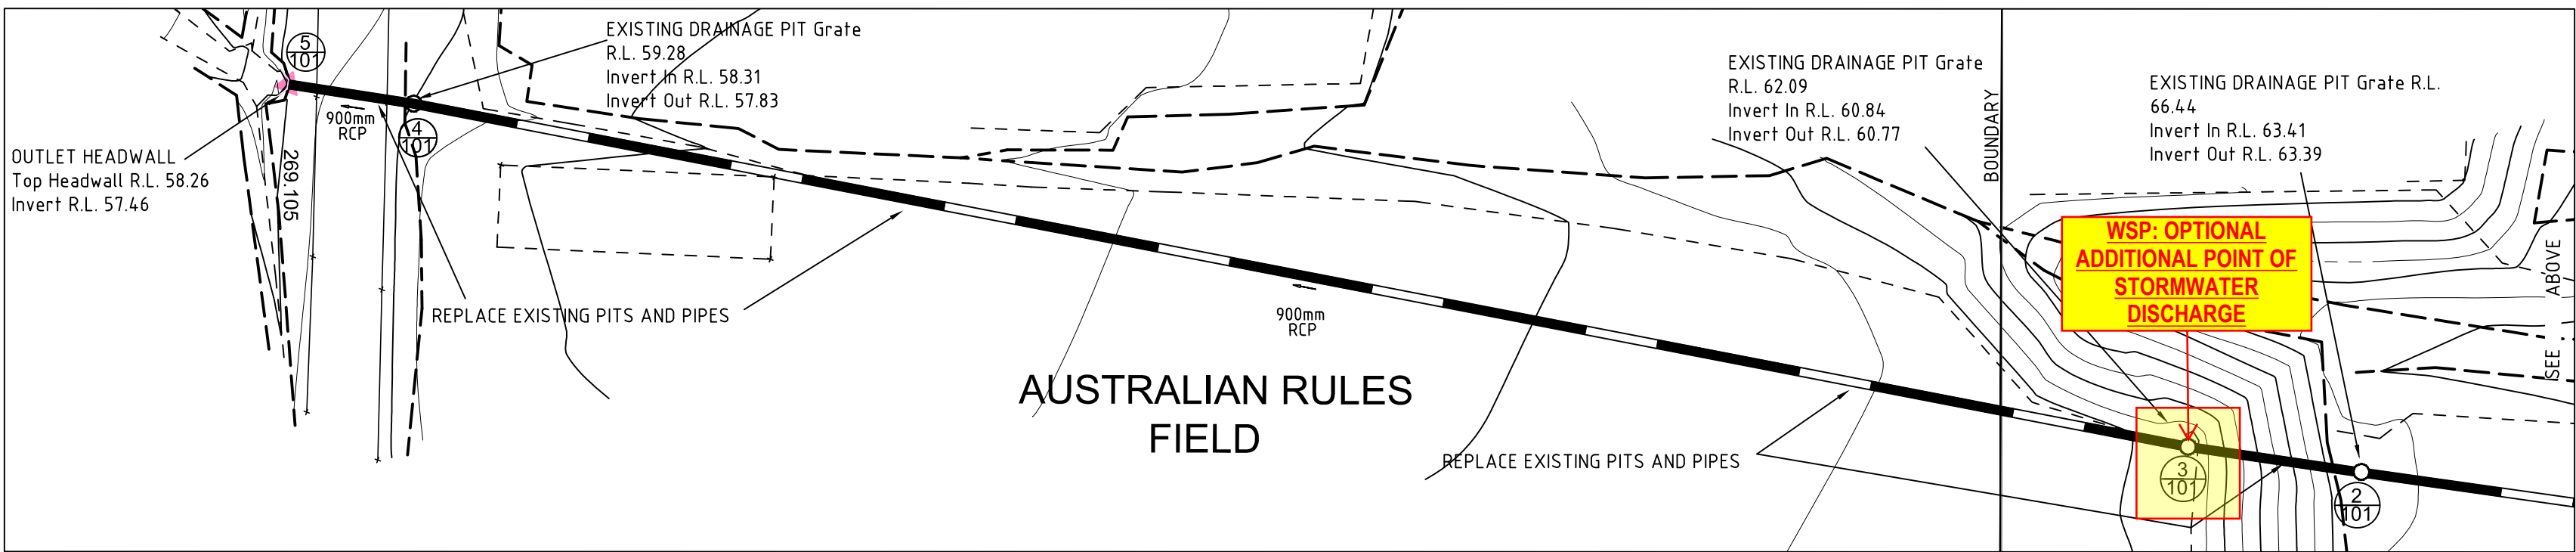 5
101
EXISTING DRAINAGE PIT Grate
R.L. 59.28
Invert In R.L. 58.31
Invert Out R.L. 57.83
900mm
RCP
4
101
OUTLET HEADWALL
Top Headwall R.L. 58.26
Invert R.L. 57.46
269.105
REPLACE EXISTING PITS AND PIPES
900mm
RCP
AUSTRALIAN RULES
FIELD
EXISTING DRAINAGE PIT Grate
R.L. 62.09
Invert In R.L. 60.84
Invert Out R.L. 60.77
BOUNDARY
EXISTING DRAINAGE PIT Grate R.L.
66.44
Invert In R.L. 63.41
Invert Out R.L. 63.39
WSP: OPTIONAL
ADDITIONAL POINT OF
STORMWATER
DISCHARGE
SEE ABOVE
REPLACE EXISTING PITS AND PIPES
3
101
2
101